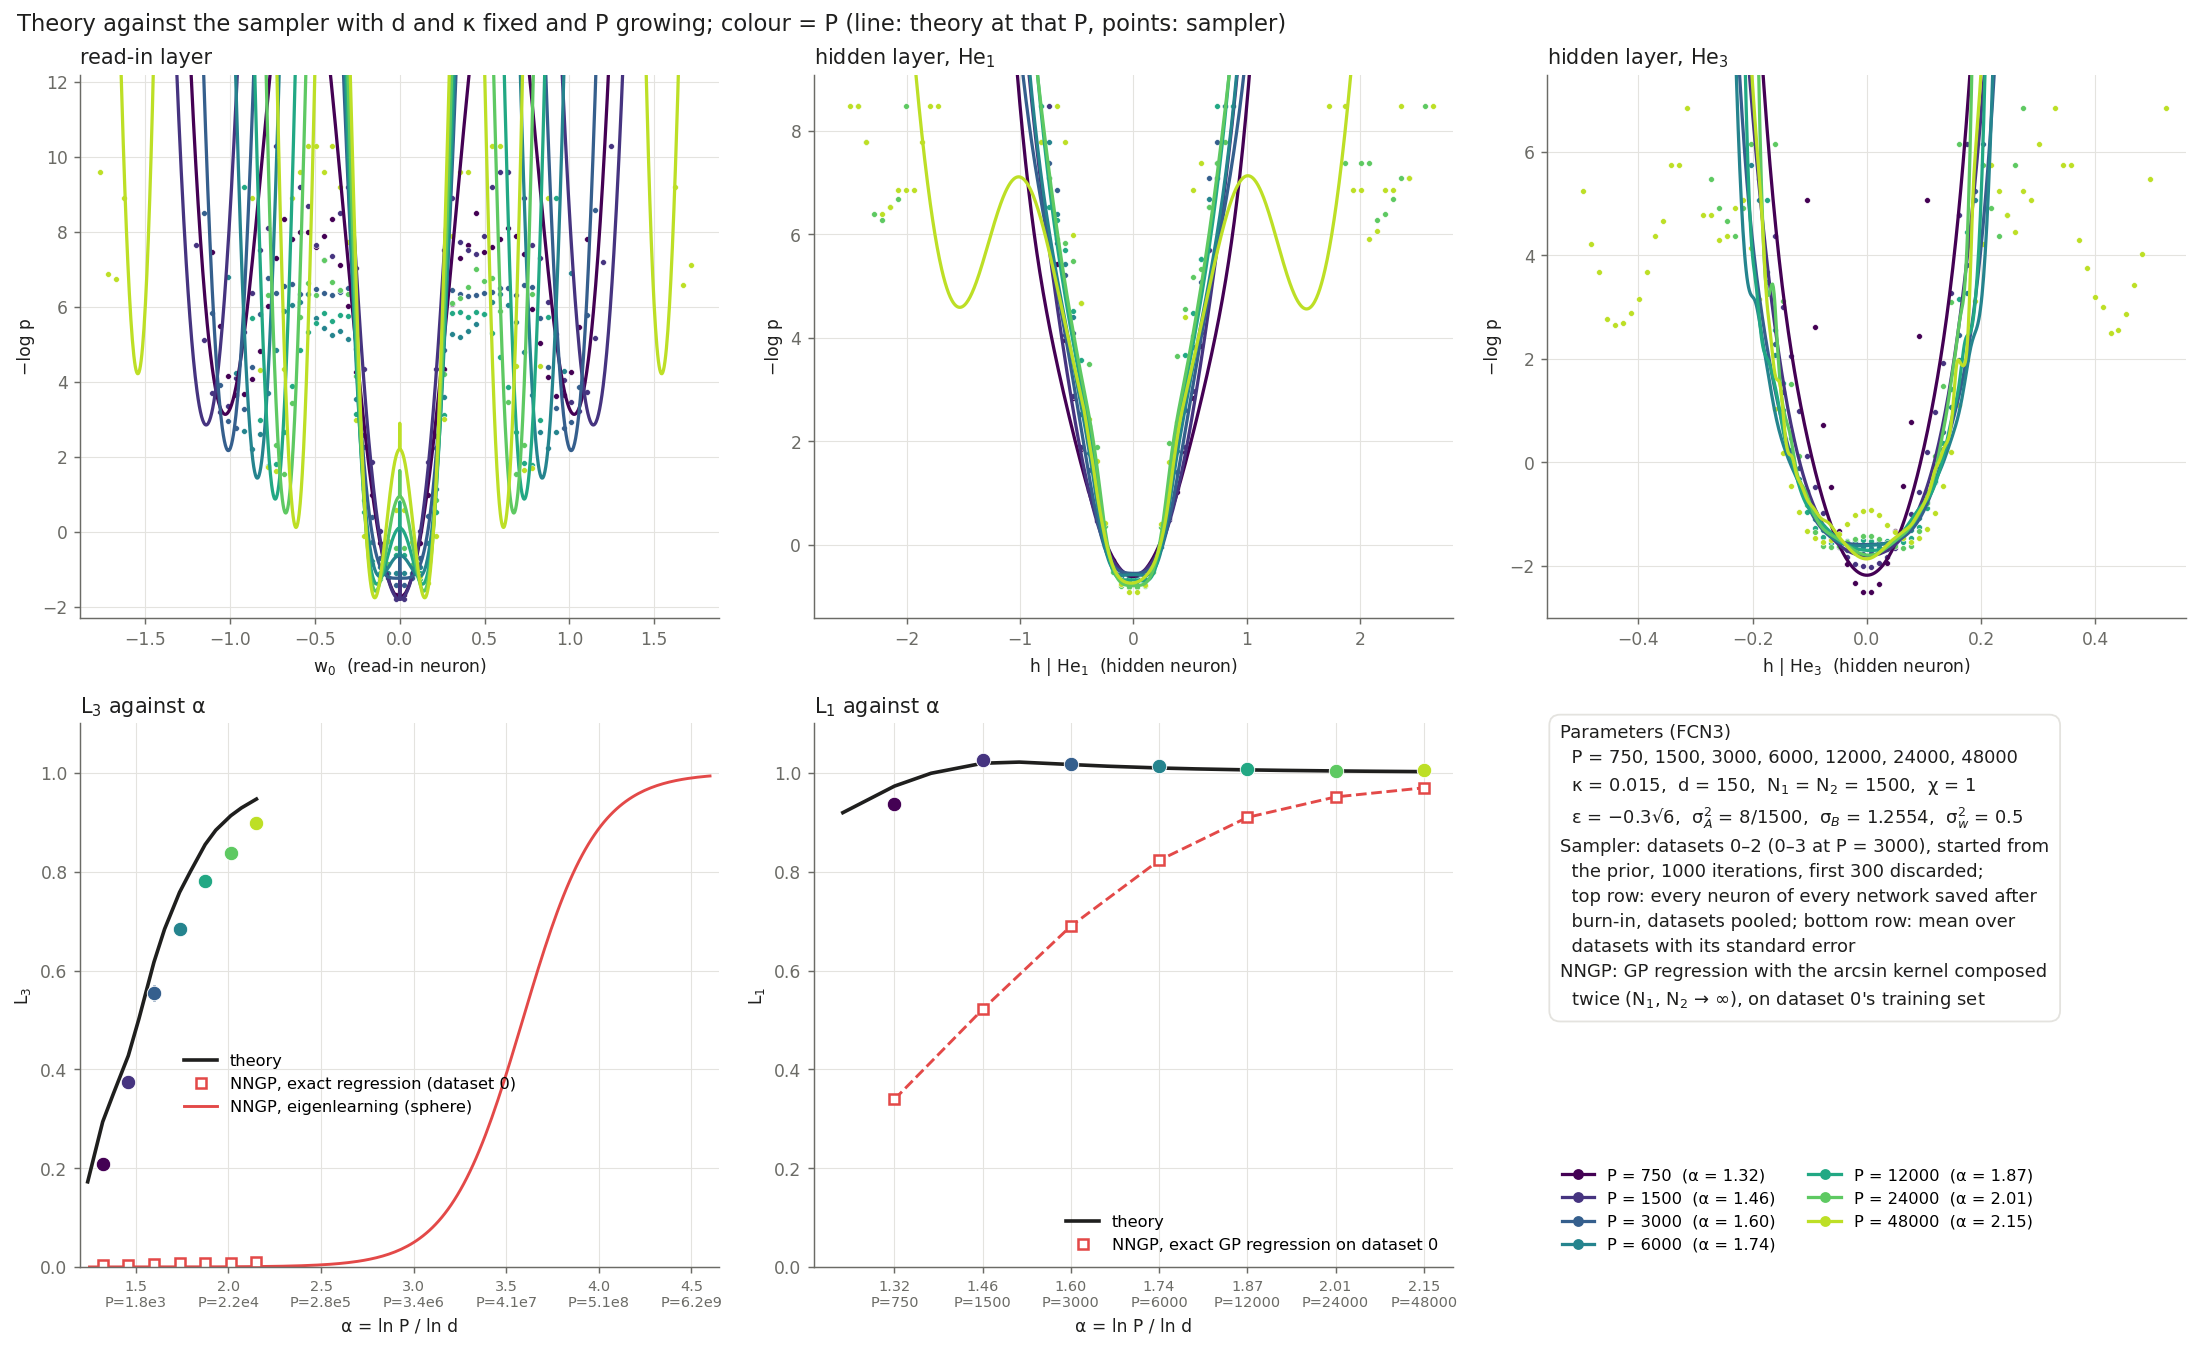 Theory against the sampler with d and κ fixed and P growing; colour = P (line: theory at that P, points: sampler)
read-in layer
12
10
8
6
4
2
0
−2
−log p
−1.5 −1.0 −0.5 0.0 0.5 1.0 1.5
w₀ (read-in neuron)
hidden layer, He₁
8
6
4
2
0
−log p
−2 −1 0 1 2
h | He₁ (hidden neuron)
hidden layer, He₃
6
4
2
0
−2
−log p
−0.4 −0.2 0.0 0.2 0.4
h | He₃ (hidden neuron)
L₃ against α
1.0
0.8
0.6
0.4
0.2
0.0
L₃
theory
NNGP, exact regression (dataset 0)
NNGP, eigenlearning (sphere)
1.5 2.0 2.5 3.0 3.5 4.0 4.5
P=1.8e3 P=2.2e4 P=2.8e5 P=3.4e6 P=4.1e7 P=5.1e8 P=6.2e9
α = ln P / ln d
L₁ against α
1.0
0.8
0.6
0.4
0.2
0.0
L₁
theory
NNGP, exact GP regression on dataset 0
1.32 1.46 1.60 1.74 1.87 2.01 2.15
P=750 P=1500 P=3000 P=6000 P=12000 P=24000 P=48000
α = ln P / ln d
Parameters (FCN3)
P = 750, 1500, 3000, 6000, 12000, 24000, 48000
κ = 0.015, d = 150, N₁ = N₂ = 1500, χ = 1
ε = −0.3√6, σ²_A = 8/1500, σ_B = 1.2554, σ²_w = 0.5
Sampler: datasets 0–2 (0–3 at P = 3000), started from
the prior, 1000 iterations, first 300 discarded;
top row: every neuron of every network saved after
burn-in, datasets pooled; bottom row: mean over
datasets with its standard error
NNGP: GP regression with the arcsin kernel composed
twice (N₁, N₂ → ∞), on dataset 0's training set
P = 750 (α = 1.32)
P = 1500 (α = 1.46)
P = 3000 (α = 1.60)
P = 6000 (α = 1.74)
P = 12000 (α = 1.87)
P = 24000 (α = 2.01)
P = 48000 (α = 2.15)